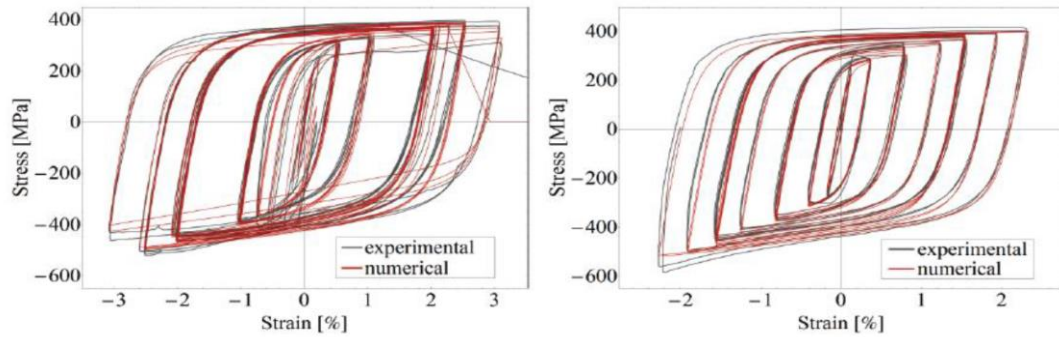 400
200
0
−200
−400
−600
Stress [MPa]
−3 −2 −1 0 1 2 3
Strain [%]
experimental
numerical
400
200
0
−200
−400
−600
Stress [MPa]
−2 −1 0 1 2
Strain [%]
experimental
numerical